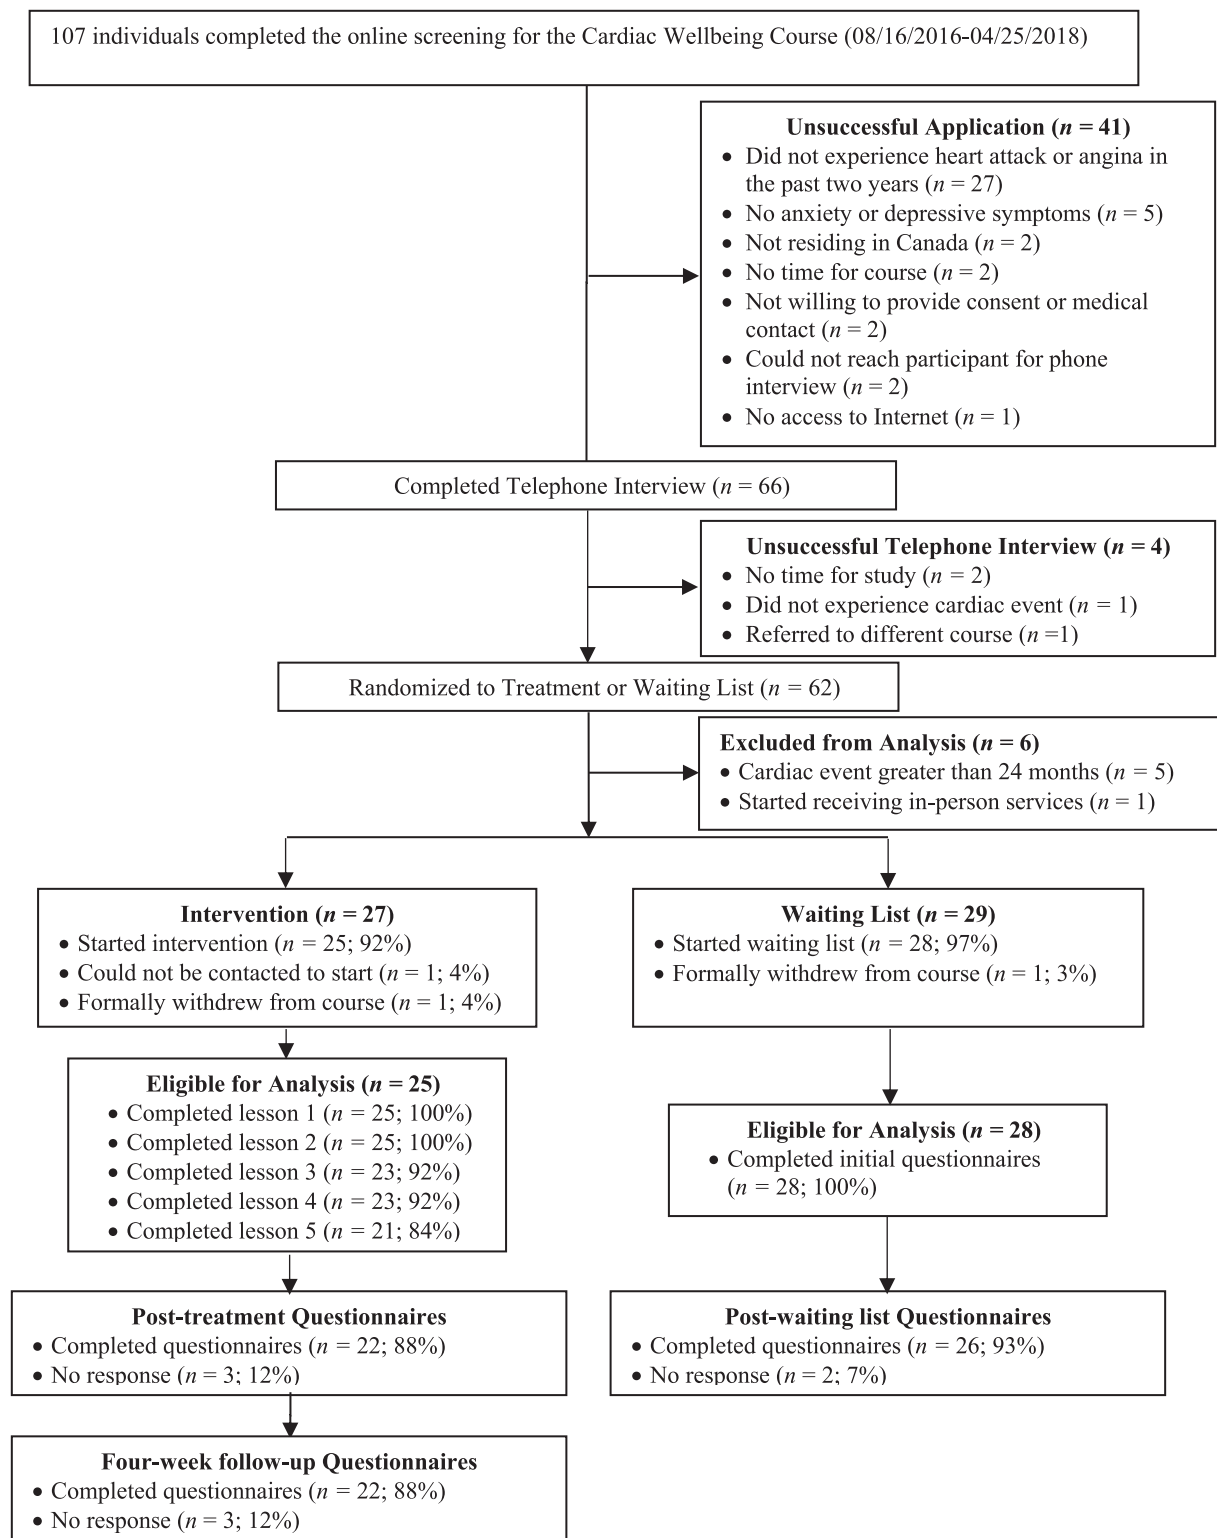 107 individuals completed the online screening for the Cardiac Wellbeing Course (08/16/2016-04/25/2018)
Unsuccessful Application (n = 41)
• Did not experience heart attack or angina in
the past two years (n = 27)
• No anxiety or depressive symptoms (n = 5)
• Not residing in Canada (n = 2)
• No time for course (n = 2)
• Not willing to provide consent or medical
contact (n = 2)
• Could not reach participant for phone
interview (n = 2)
• No access to Internet (n = 1)
Completed Telephone Interview (n = 66)
Unsuccessful Telephone Interview (n = 4)
• No time for study (n = 2)
• Did not experience cardiac event (n = 1)
• Referred to different course (n =1)
Randomized to Treatment or Waiting List (n = 62)
Excluded from Analysis (n = 6)
• Cardiac event greater than 24 months (n = 5)
• Started receiving in-person services (n = 1)
Intervention (n = 27)
• Started intervention (n = 25; 92%)
• Could not be contacted to start (n = 1; 4%)
• Formally withdrew from course (n = 1; 4%)
Waiting List (n = 29)
• Started waiting list (n = 28; 97%)
• Formally withdrew from course (n = 1; 3%)
Eligible for Analysis (n = 25)
• Completed lesson 1 (n = 25; 100%)
• Completed lesson 2 (n = 25; 100%)
• Completed lesson 3 (n = 23; 92%)
• Completed lesson 4 (n = 23; 92%)
• Completed lesson 5 (n = 21; 84%)
Eligible for Analysis (n = 28)
• Completed initial questionnaires
(n = 28; 100%)
Post-treatment Questionnaires
• Completed questionnaires (n = 22; 88%)
• No response (n = 3; 12%)
Post-waiting list Questionnaires
• Completed questionnaires (n = 26; 93%)
• No response (n = 2; 7%)
Four-week follow-up Questionnaires
• Completed questionnaires (n = 22; 88%)
• No response (n = 3; 12%)